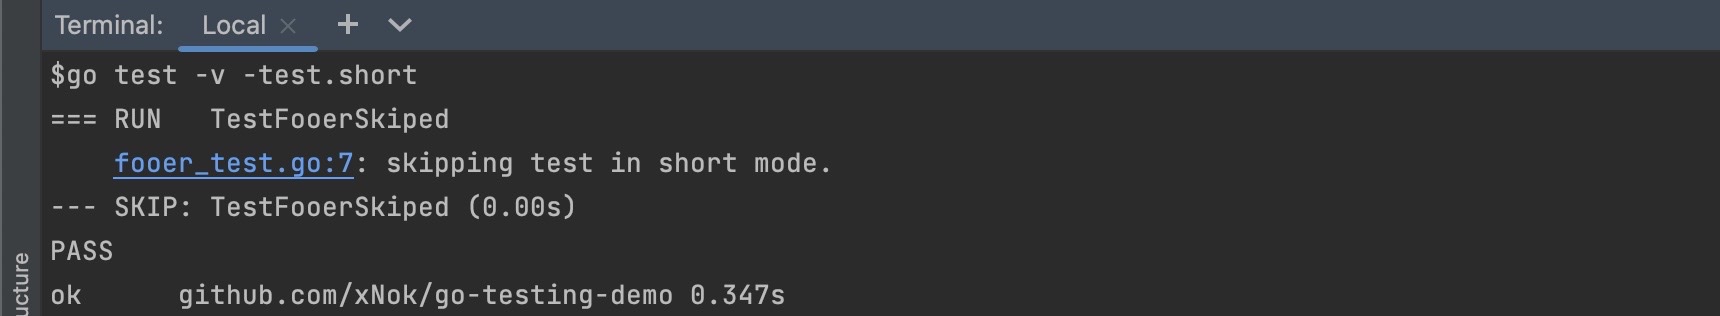 Terminal: Local × + 
$go test -v -test.short
=== RUN   TestFooerSkiped
    fooer_test.go:7: skipping test in short mode.
--- SKIP: TestFooerSkiped (0.00s)
PASS
ok      github.com/xNok/go-testing-demo 0.347s
ucture